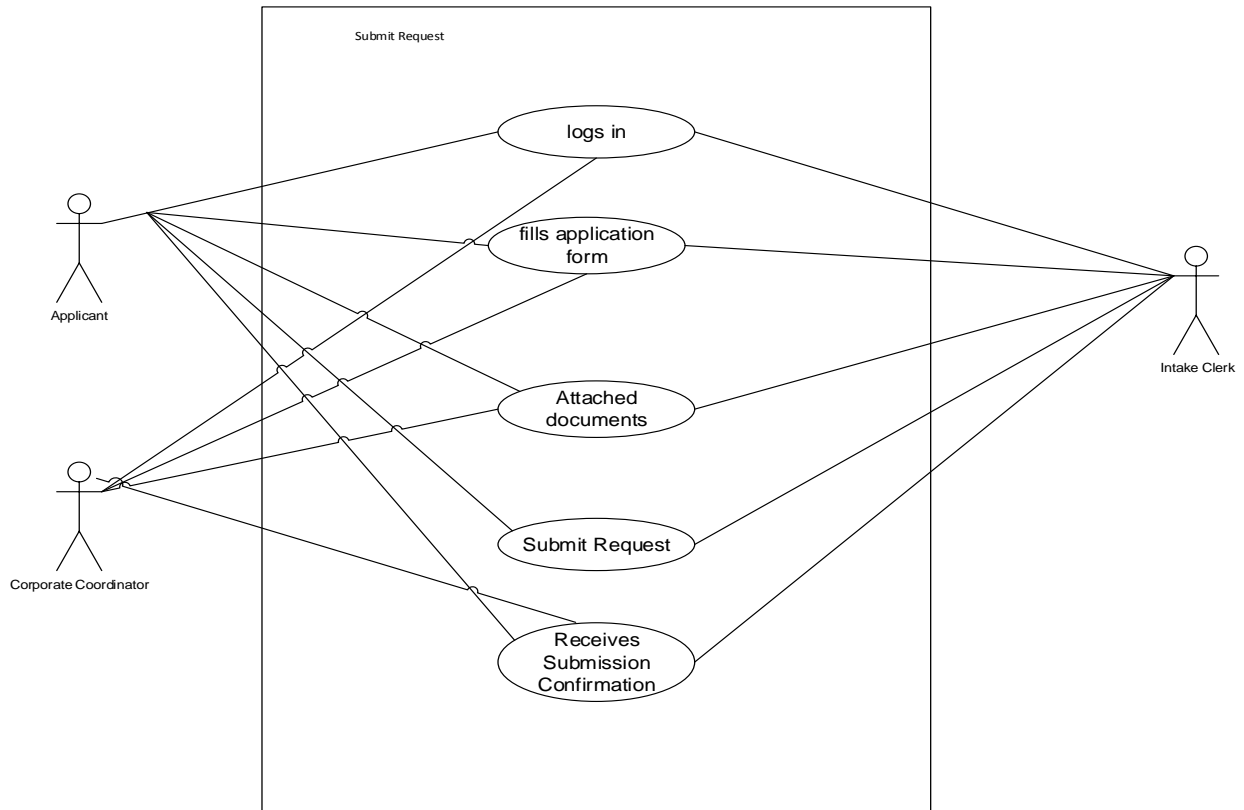 Submit Request
logs in
fills application
form
Applicant
Intake Clerk
Attached
documents
Submit Request
Corporate Coordinator
Receives
Submission
Confirmation